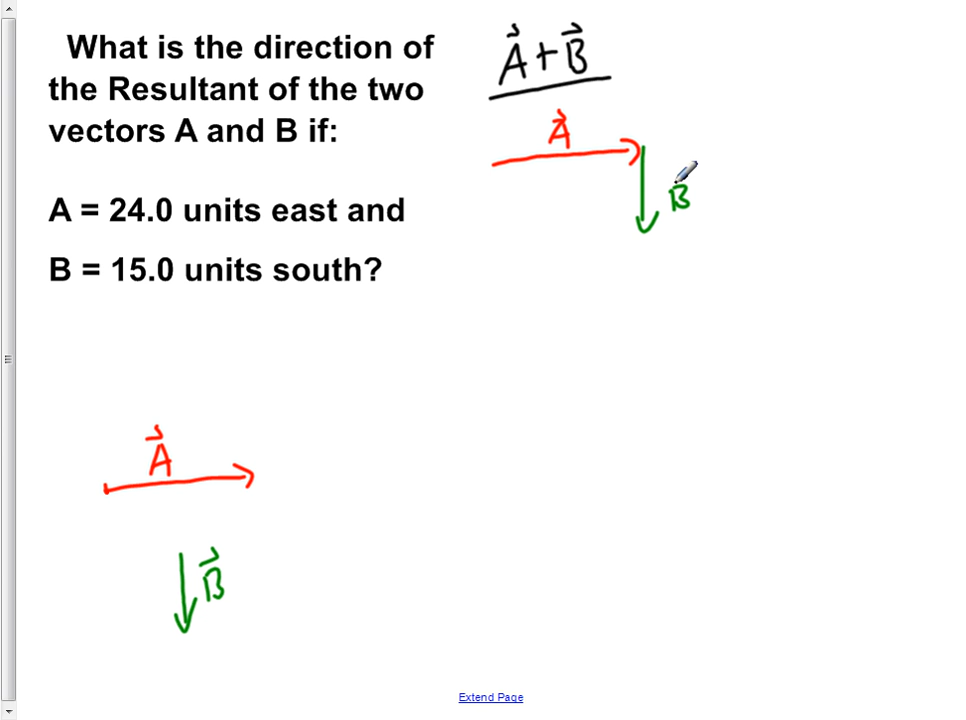 What is the direction of
the Resultant of the two
vectors A and B if:
A = 24.0 units east and
B = 15.0 units south?
A⃗ + B⃗
A⃗
B
A⃗
B⃗
Extend Page